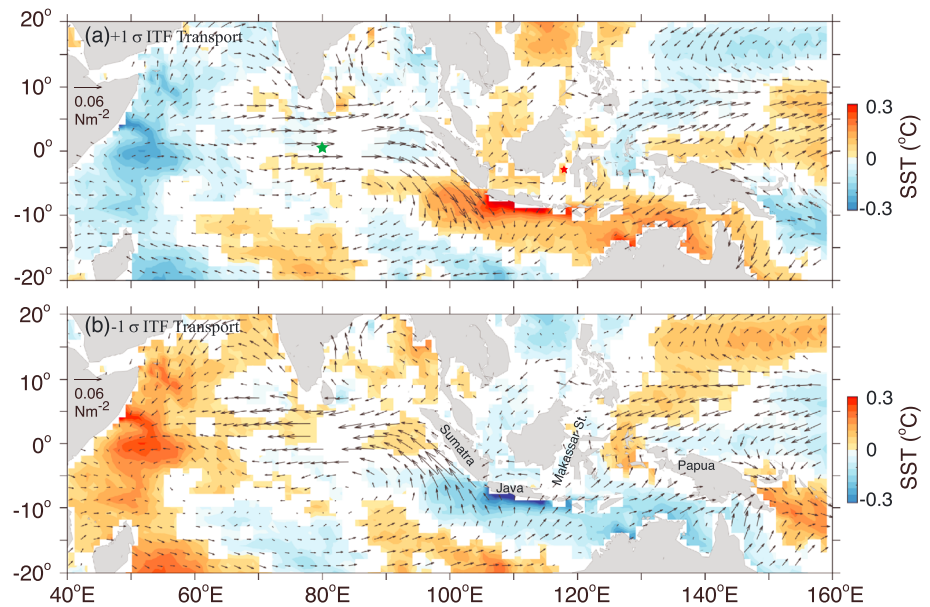 (a)+1 σ ITF Transport
20°
10°
0°
-10°
-20°
0.06
Nm-2
0.3
0
-0.3
SST (°C)
(b)-1 σ ITF Transport
20°
10°
0°
-10°
-20°
0.06
Nm-2
Sumatra
Java
Makassar St.
Papua
0.3
0
-0.3
SST (°C)
40°E 60°E 80°E 100°E 120°E 140°E 160°E